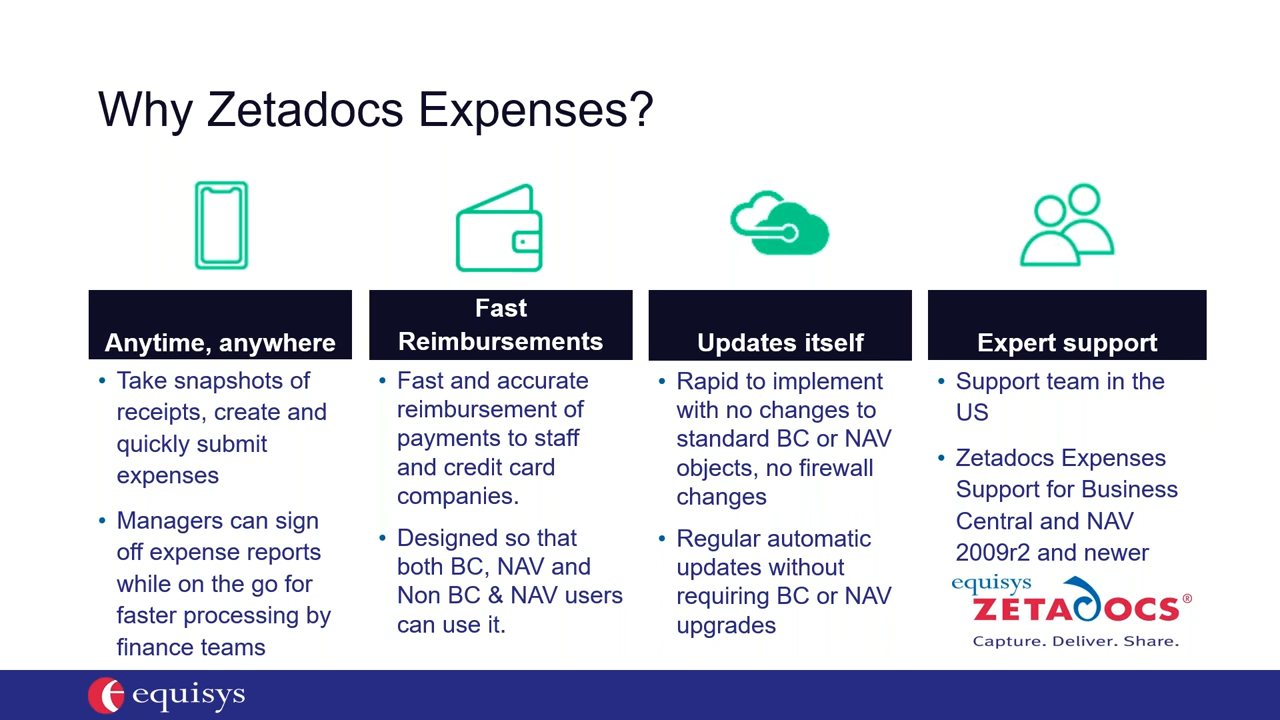 Why Zetadocs Expenses?
Anytime, anywhere
• Take snapshots of
receipts, create and
quickly submit
expenses
• Managers can sign
off expense reports
while on the go for
faster processing by
finance teams
Fast
Reimbursements
• Fast and accurate
reimbursement of
payments to staff
and credit card
companies.
• Designed so that
both BC, NAV and
Non BC & NAV users
can use it.
Updates itself
• Rapid to implement
with no changes to
standard BC or NAV
objects, no firewall
changes
• Regular automatic
updates without
requiring BC or NAV
upgrades
Expert support
• Support team in the
US
• Zetadocs Expenses
Support for Business
Central and NAV
2009r2 and newer
equisys
ZETADOCS®
Capture. Deliver. Share.
equisys